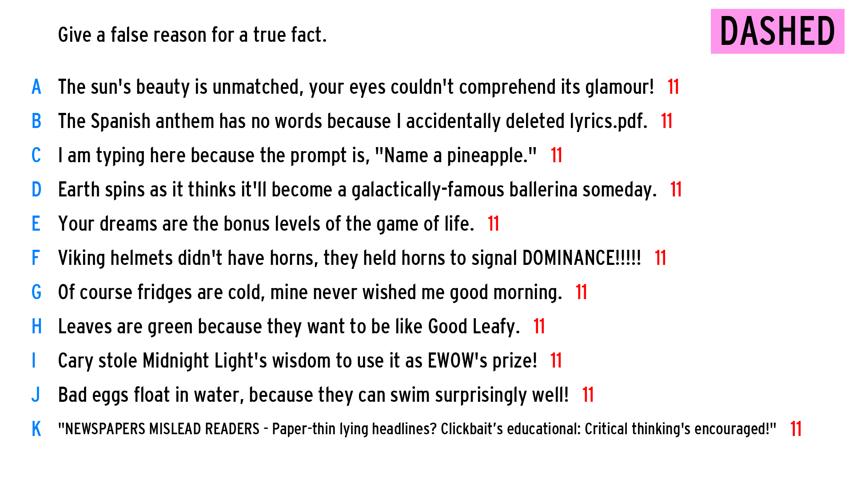 Give a false reason for a true fact.
DASHED
A The sun's beauty is unmatched, your eyes couldn't comprehend its glamour! 11
B The Spanish anthem has no words because I accidentally deleted lyrics.pdf. 11
C I am typing here because the prompt is, "Name a pineapple." 11
D Earth spins as it thinks it'll become a galactically-famous ballerina someday. 11
E Your dreams are the bonus levels of the game of life. 11
F Viking helmets didn't have horns, they held horns to signal DOMINANCE!!!!! 11
G Of course fridges are cold, mine never wished me good morning. 11
H Leaves are green because they want to be like Good Leafy. 11
I Cary stole Midnight Light's wisdom to use it as EWOW's prize! 11
J Bad eggs float in water, because they can swim surprisingly well! 11
K "NEWSPAPERS MISLEAD READERS - Paper-thin lying headlines? Clickbait’s educational: Critical thinking's encouraged!" 11